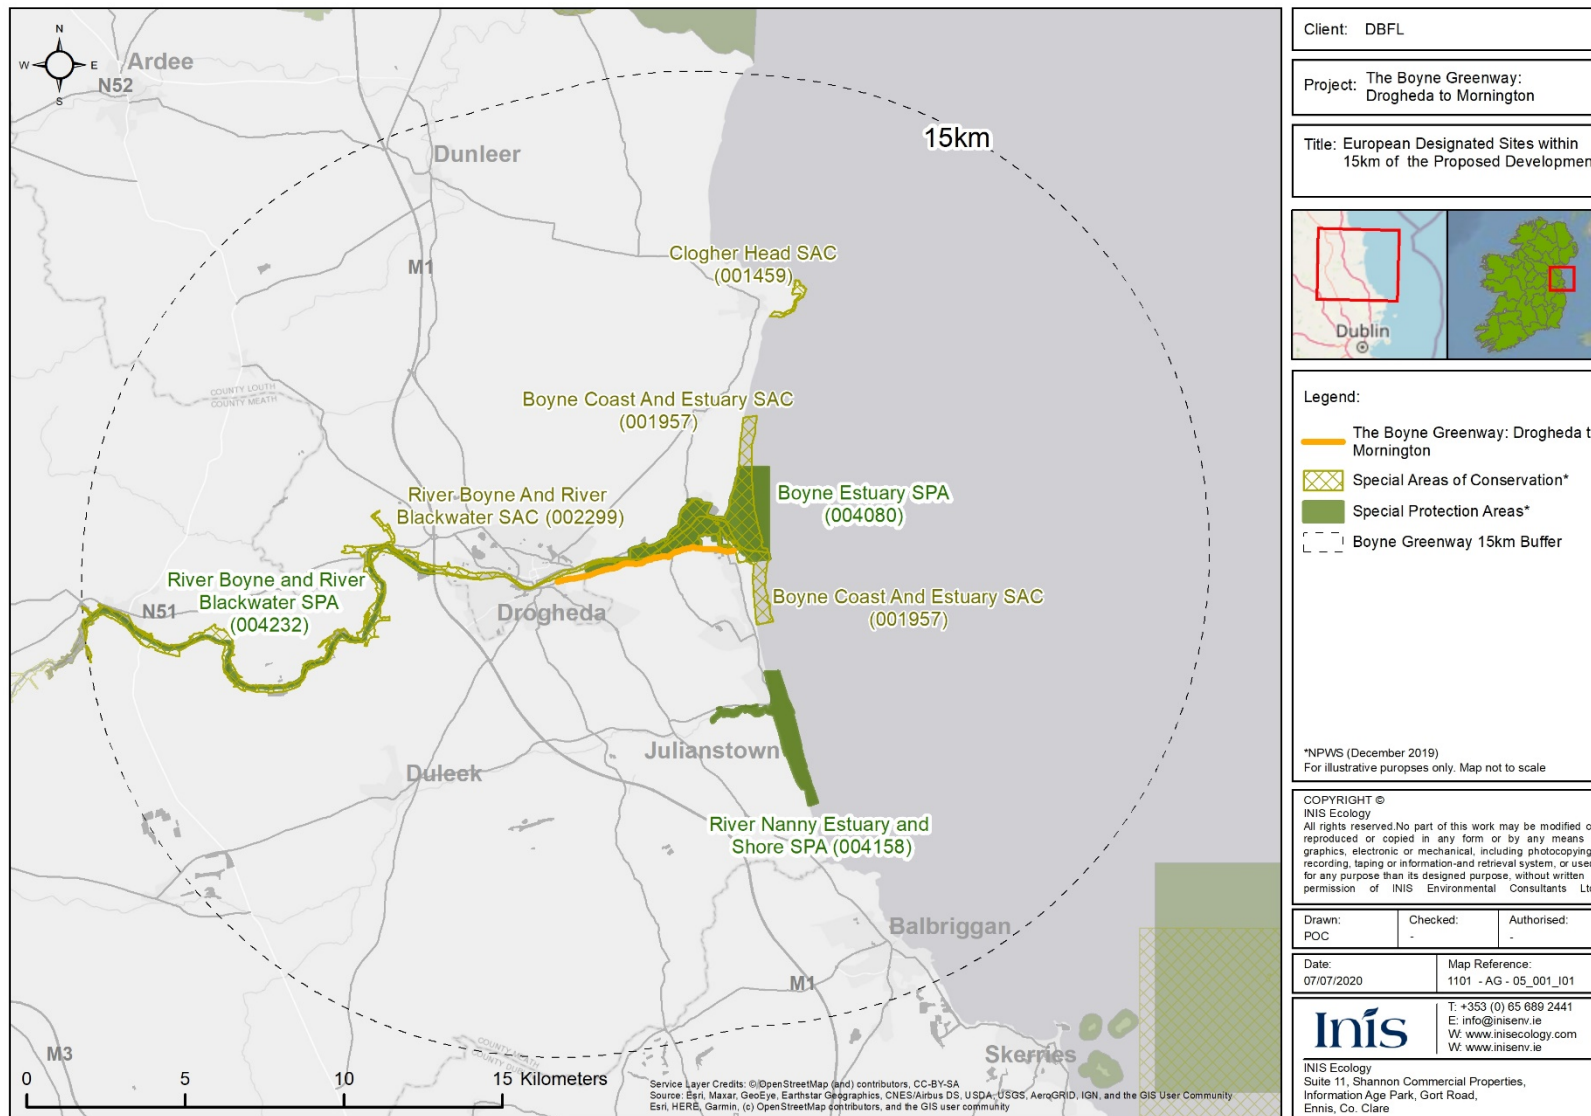 N
W
E
S
Ardee
N52
Dunleer
15km
M1
Clogher Head SAC
(001459)
COUNTY LOUTH
COUNTY MEATH
Boyne Coast And Estuary SAC
(001957)
River Boyne And River
Blackwater SAC (002299)
Boyne Estuary SPA
(004080)
River Boyne and River
Blackwater SPA
(004232)
N51
Drogheda
Boyne Coast And Estuary SAC
(001957)
Julianstown
Duleek
River Nanny Estuary and
Shore SPA (004158)
Balbriggan
M1
COUNTY MEATH
Skerries
M3
0 5 10 15 Kilometers
Service Layer Credits: © OpenStreetMap (and) contributors, CC-BY-SA
Source: Esri, Maxar, GeoEye, Earthstar Geographics, CNES/Airbus DS, USDA, USGS, AeroGRID, IGN, and the GIS User Community
Esri, HERE, Garmin, (c) OpenStreetMap contributors, and the GIS user community
Client: DBFL
Project: The Boyne Greenway:
Drogheda to Mornington
Title: European Designated Sites within
15km of the Proposed Developmen
Dublin
Legend:
The Boyne Greenway: Drogheda t
Mornington
Special Areas of Conservation*
Special Protection Areas*
Boyne Greenway 15km Buffer
*NPWS (December 2019)
For illustrative puropses only. Map not to scale
COPYRIGHT ©
INIS Ecology
All rights reserved.No part of this work may be modified o
reproduced or copied in any form or by any means
graphics, electronic or mechanical, including photocopying
recording, taping or information-and retrieval system, or used
for any purpose than its designed purpose, without written
permission of INIS Environmental Consultants Ltd
Drawn:
POC
Checked:
-
Authorised:
-
Date:
07/07/2020
Map Reference:
1101 - AG - 05_001_I01
Inis
T: +353 (0) 65 689 2441
E: info@inisenv.ie
W: www.inisecology.com
W: www.inisenv.ie
INIS Ecology
Suite 11, Shannon Commercial Properties,
Information Age Park, Gort Road,
Ennis, Co. Clare